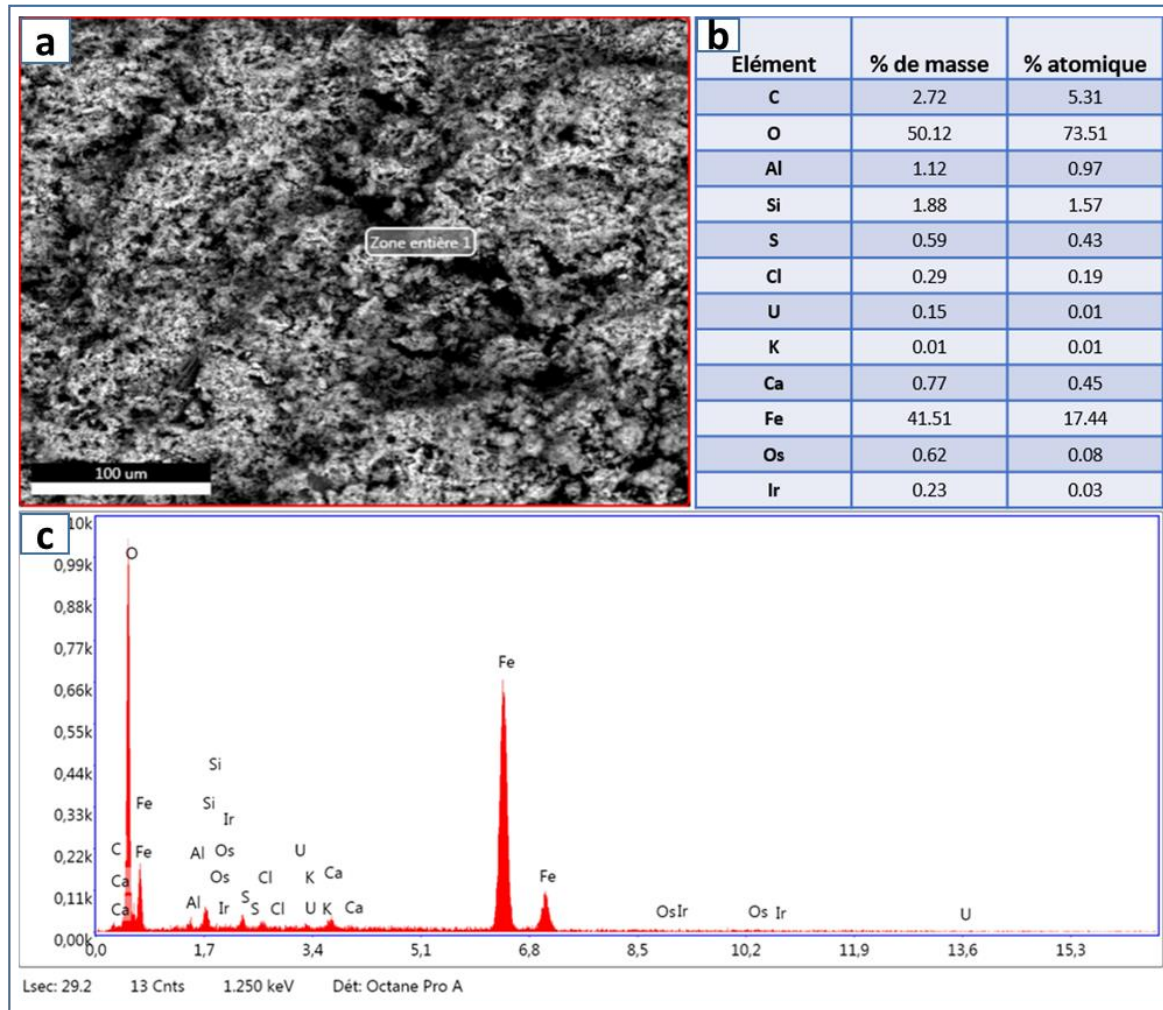 a
Zone entière 1
100 um
b
Elément % de masse % atomique
C 2.72 5.31
O 50.12 73.51
Al 1.12 0.97
Si 1.88 1.57
S 0.59 0.43
Cl 0.29 0.19
U 0.15 0.01
K 0.01 0.01
Ca 0.77 0.45
Fe 41.51 17.44
Os 0.62 0.08
Ir 0.23 0.03
c
10k
O
0,99k
0,88k
0,77k
Fe
0,66k
0,55k
Si
0,44k
Fe Si
Ir
0,33k
C Fe Al Os U
0,22k
Ca Os Cl K Ca
Fe
0,11k
Ca Al Ir S S Cl U K Ca
Os Ir Os Ir U
0,00k
0,0 1,7 3,4 5,1 6,8 8,5 10,2 11,9 13,6 15,3
Lsec: 29.2 13 Cnts 1.250 keV Dét: Octane Pro A